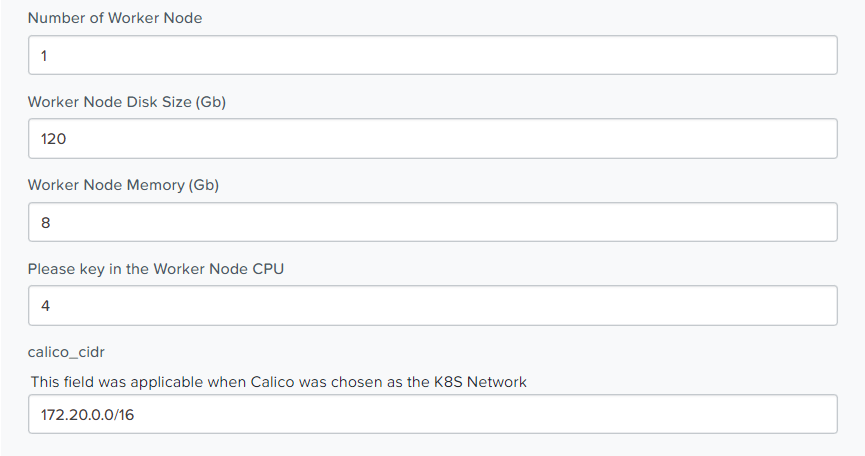 Number of Worker Node
1
Worker Node Disk Size (Gb)
120
Worker Node Memory (Gb)
8
Please key in the Worker Node CPU
4
calico_cidr
This field was applicable when Calico was chosen as the K8S Network
172.20.0.0/16